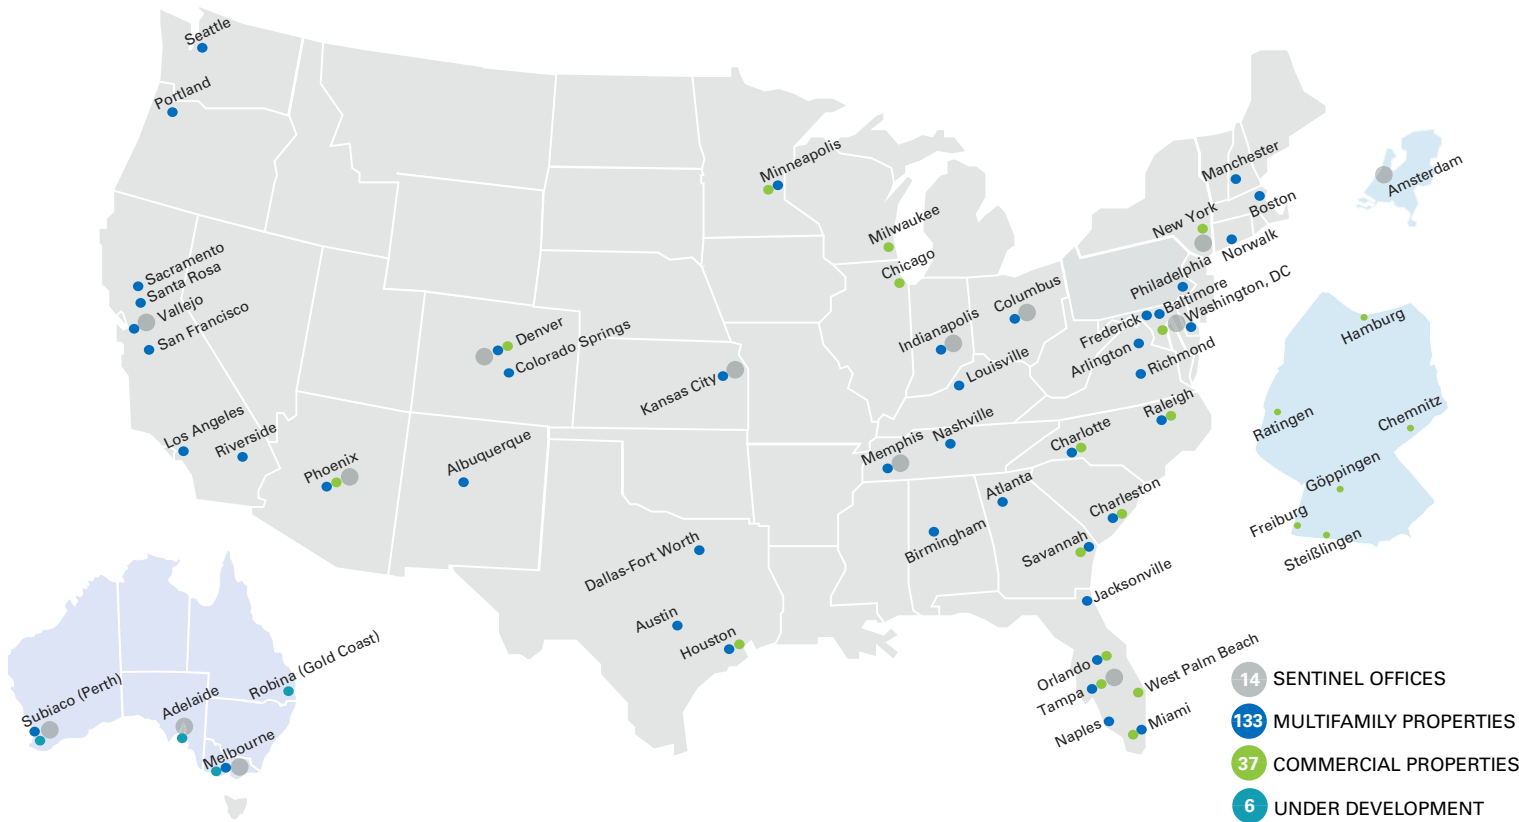 Seattle
Portland
Sacramento
Santa Rosa
Vallejo
San Francisco
Los Angeles
Riverside
Phoenix
Albuquerque
Denver
Colorado Springs
Kansas City
Minneapolis
Milwaukee
Chicago
Indianapolis
Columbus
Louisville
Memphis
Nashville
Dallas-Fort Worth
Austin
Houston
Birmingham
Atlanta
Charlotte
Raleigh
Charleston
Savannah
Jacksonville
Orlando
Tampa
Naples
West Palm Beach
Miami
Manchester
Boston
New York
Norwalk
Philadelphia
Baltimore
Washington, DC
Frederick
Arlington
Richmond
Amsterdam
Hamburg
Ratingen
Chemnitz
Göppingen
Freiburg
Steißlingen
Subiaco (Perth)
Adelaide
Robina (Gold Coast)
Melbourne
14 SENTINEL OFFICES
133 MULTIFAMILY PROPERTIES
37 COMMERCIAL PROPERTIES
6 UNDER DEVELOPMENT